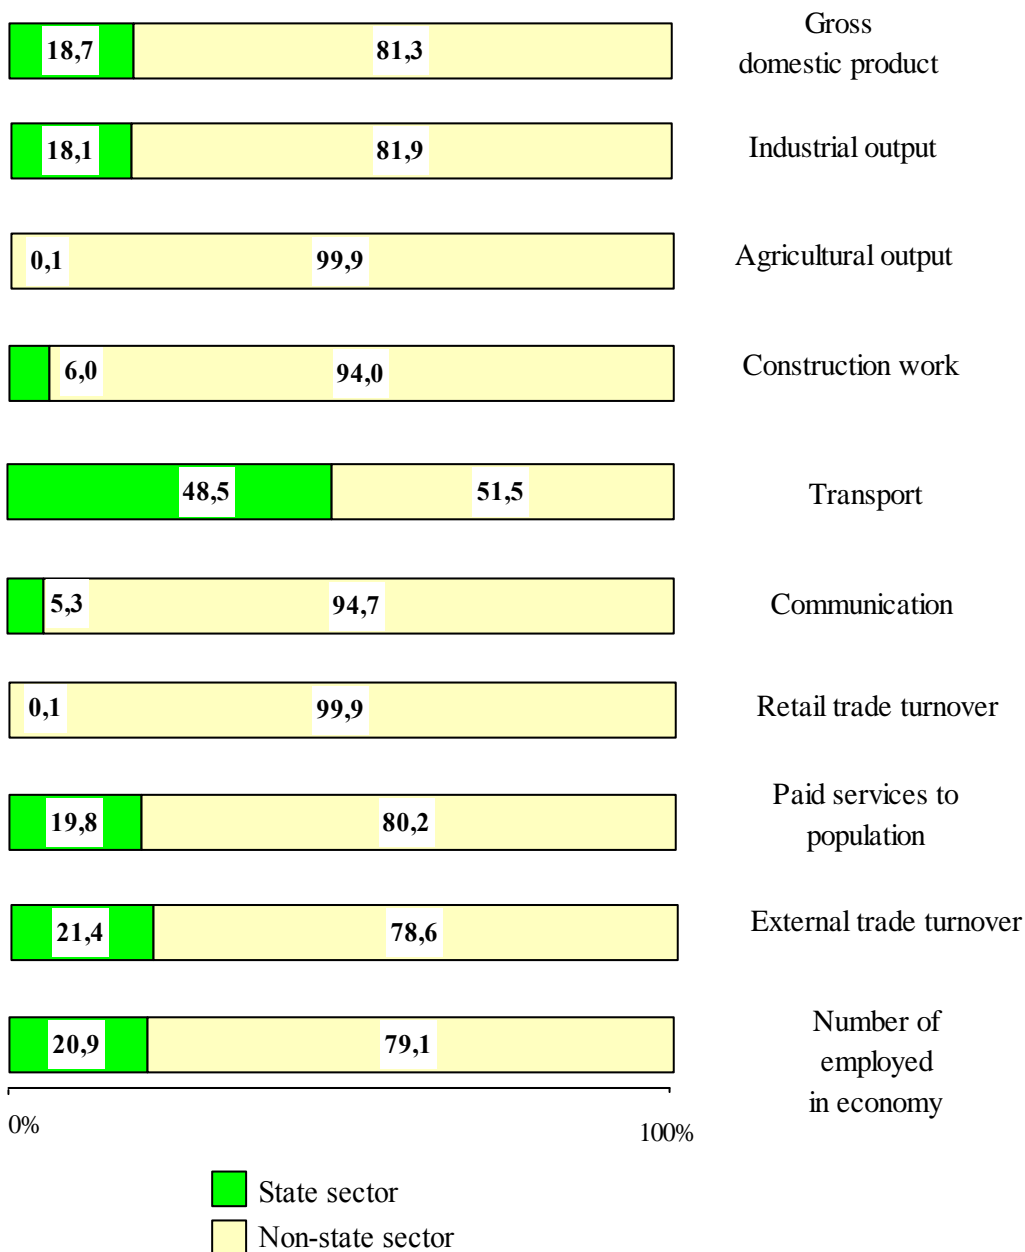 Gross
18,7 81,3
domestic product
18,1 81,9 Industrial output
0,1 99,9 Agricultural output
6,0 94,0 Construction work
48,5 51,5 Transport
5,3 94,7 Communication
0,1 99,9 Retail trade turnover
Paid services to
19,8 80,2
population
21,4 78,6 External trade turnover
Number of
20,9 79,1 employed
in economy
0% 100%
State sector
Non-state sector